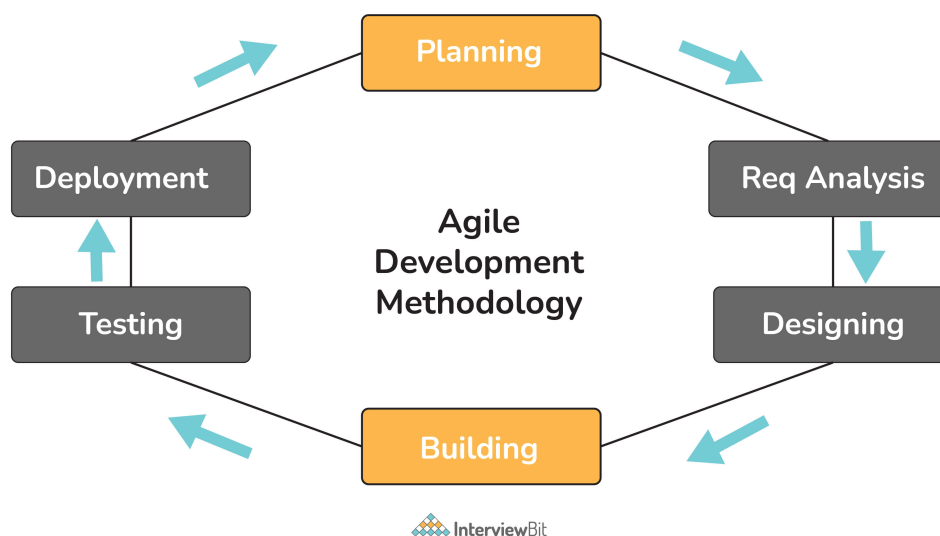 Planning
Deployment
Req Analysis
Agile
Development
Methodology
Testing
Designing
Building
InterviewBit